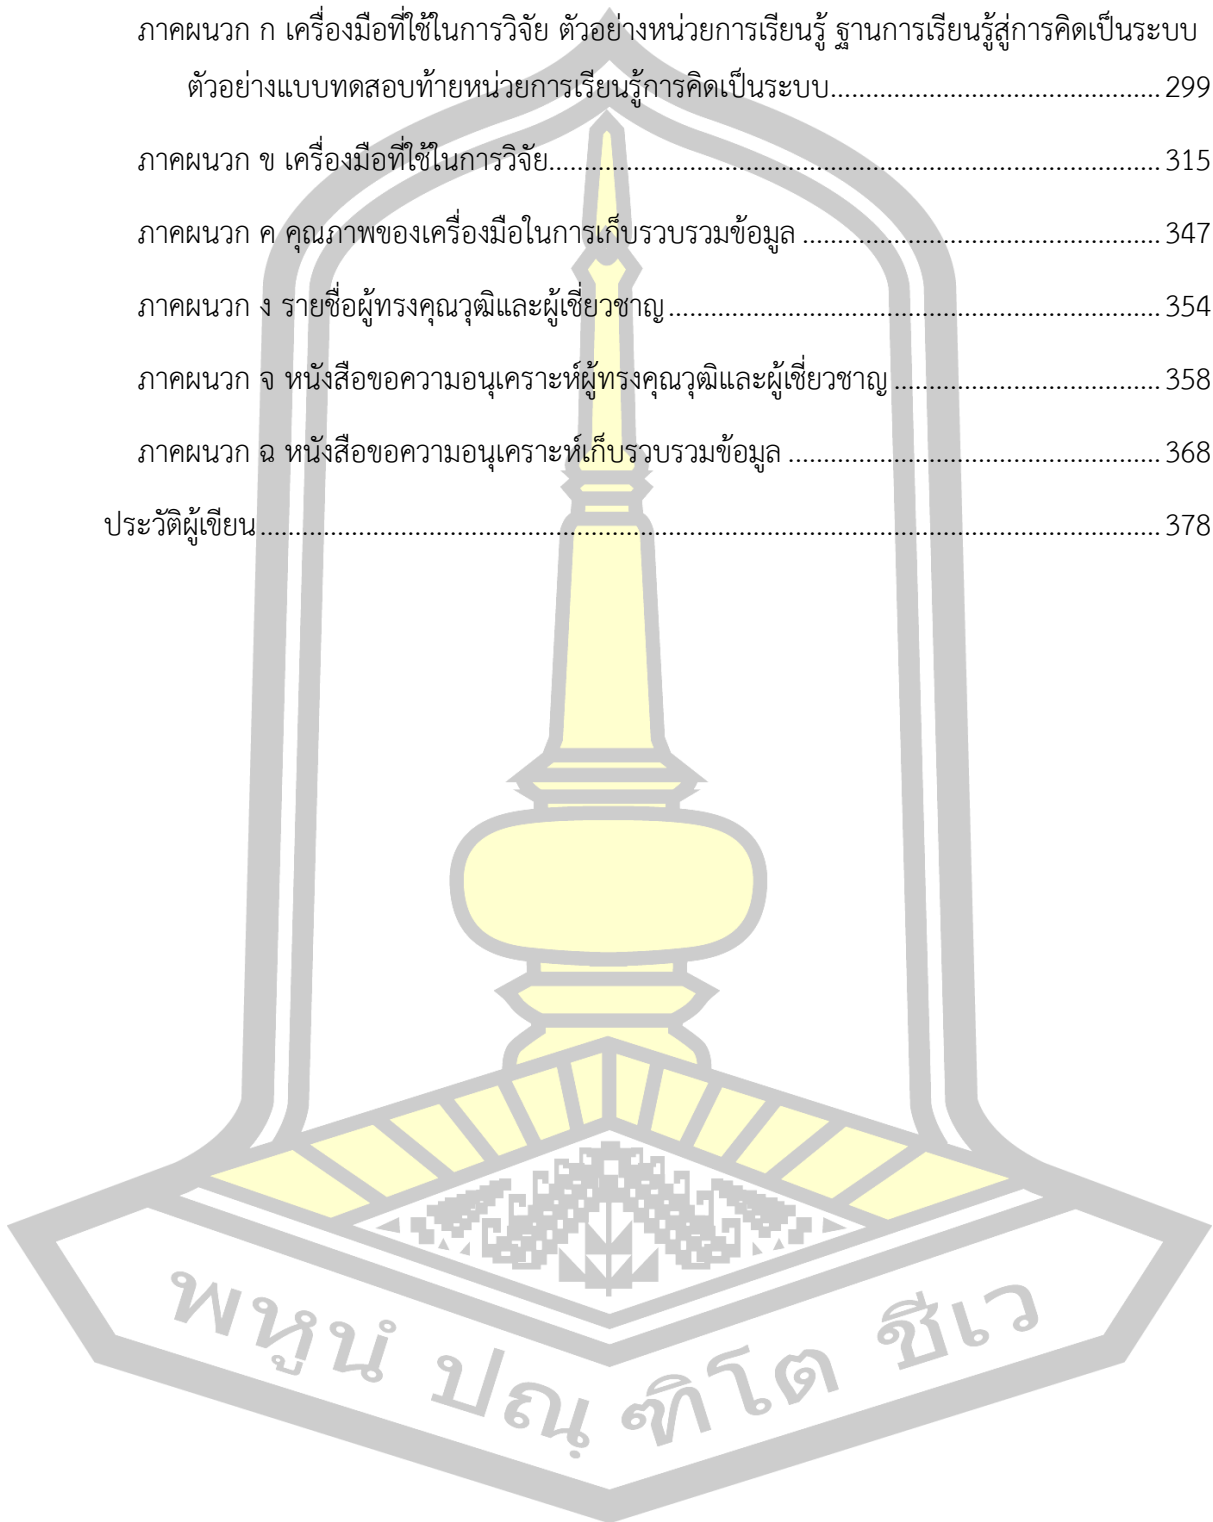 ภาคผนวก ก เครื่องมือที่ใช้ในการวิจัย ตัวอย่างหน่วยการเรียนรู้ ฐานการเรียนรู้สู่การคิดเป็นระบบ
ตัวอย่างแบบทดสอบท้ายหน่วยการเรียนรู้การคิดเป็นระบบ............................................ 299
ภาคผนวก ข เครื่องมือที่ใช้ในการวิจัย................................................................................ 315
ภาคผนวก ค คุณภาพของเครื่องมือในการเก็บรวบรวมข้อมูล ............................................... 347
ภาคผนวก ง รายชื่อผู้ทรงคุณวุฒิและผู้เชี่ยวชาญ................................................................ 354
ภาคผนวก จ หนังสือขอความอนุเคราะห์ผู้ทรงคุณวุฒิและผู้เชี่ยวชาญ ................................... 358
ภาคผนวก ฉ หนังสือขอความอนุเคราะห์เก็บรวบรวมข้อมูล ................................................. 368
ประวัติผู้เขียน..................................................................................................................... 378
พหูนํ ปณฺฑิโต ชีเว